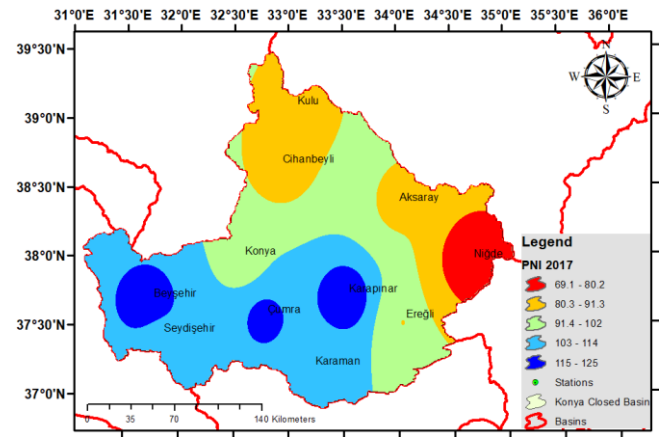 31°0'E 31°30'E 32°0'E 32°30'E 33°0'E 33°30'E 34°0'E 34°30'E 35°0'E 35°30'E 36°0'E
39°30'N
39°0'N
38°30'N
38°0'N
37°30'N
37°0'N
N
W E
S
Kulu
Cihanbeyli
Aksaray
Niğde
Konya
Beyşehir
Çumra
Karapınar
Ereğli
Seydişehir
Karaman
0 35 70 140 Kilometers
Legend
PNI 2017
69.1 - 80.2
80.3 - 91.3
91.4 - 102
103 - 114
115 - 125
Stations
Konya Closed Basin
Basins